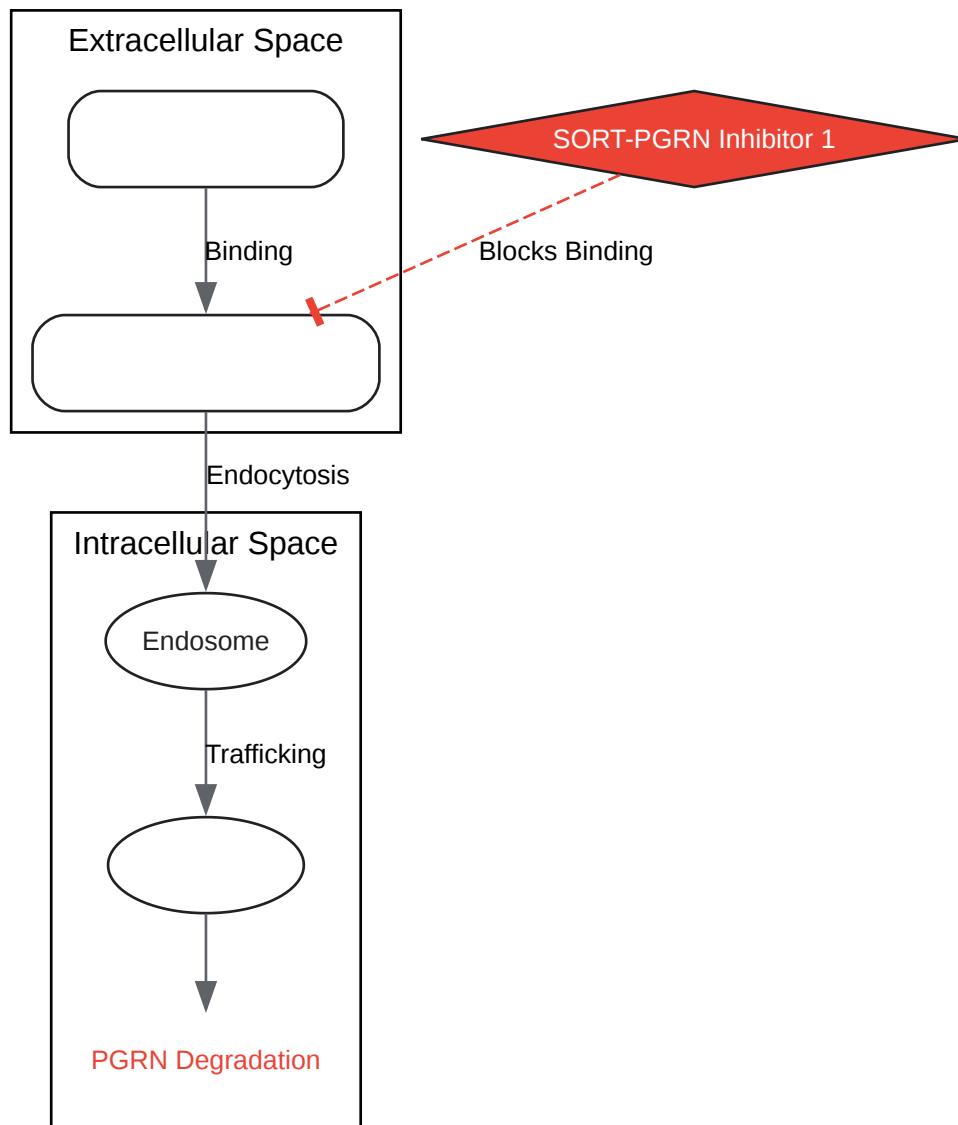 Extracellular Space
SORT-PGRN Inhibitor 1
Binding
Blocks Binding
Endocytosis
Intracellular Space
Endosome
Trafficking
PGRN Degradation